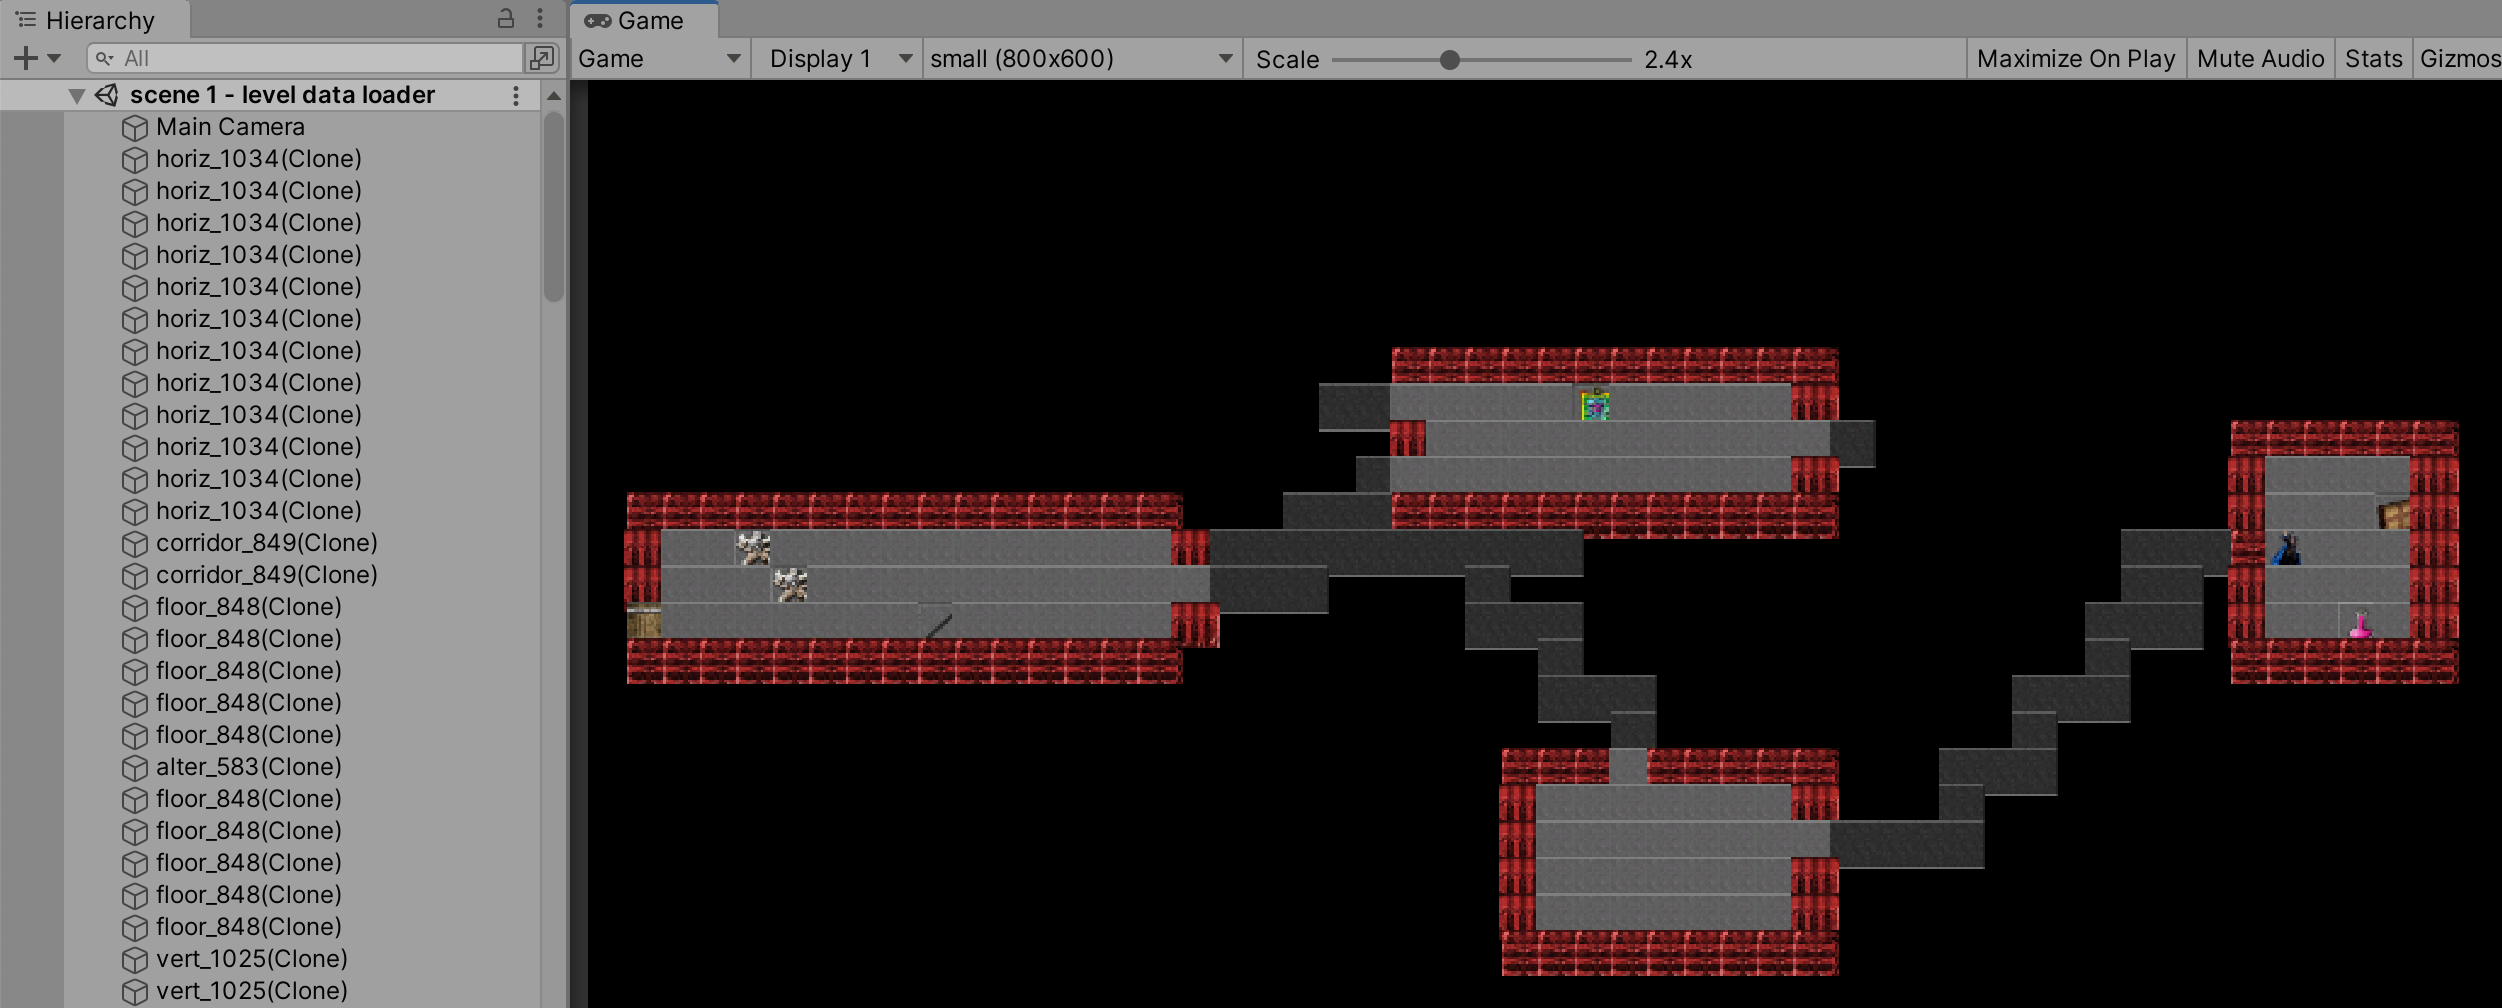 Hierarchy
All
scene 1 - level data loader
Main Camera
horiz_1034(Clone)
horiz_1034(Clone)
horiz_1034(Clone)
horiz_1034(Clone)
horiz_1034(Clone)
horiz_1034(Clone)
horiz_1034(Clone)
horiz_1034(Clone)
horiz_1034(Clone)
horiz_1034(Clone)
horiz_1034(Clone)
horiz_1034(Clone)
corridor_849(Clone)
corridor_849(Clone)
floor_848(Clone)
floor_848(Clone)
floor_848(Clone)
floor_848(Clone)
floor_848(Clone)
alter_583(Clone)
floor_848(Clone)
floor_848(Clone)
floor_848(Clone)
floor_848(Clone)
floor_848(Clone)
vert_1025(Clone)
vert_1025(Clone)
Game
Game Display 1 small (800x600) Scale 2.4x Maximize On Play Mute Audio Stats Gizmos